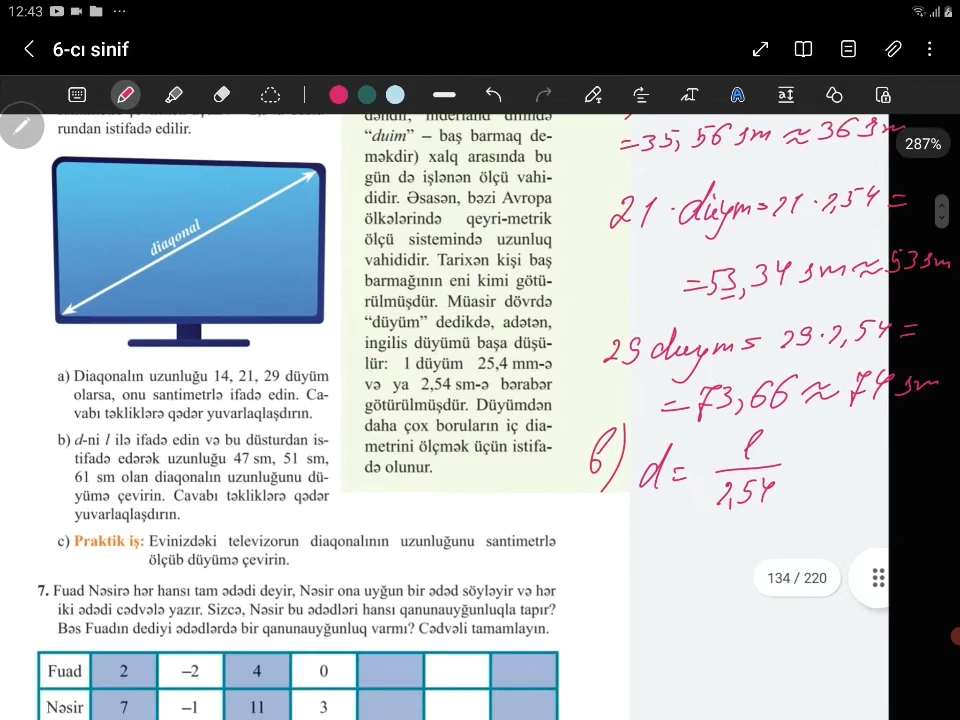 12:43
6-cı sinif
287%
rundan istifadə edilir.
diaqonal
a) Diaqonalın uzunluğu 14, 21, 29 düyüm
olarsa, onu santimetrlə ifadə edin. Ca-
vabı təkliklərə qədər yuvarlaqlaşdırın.
b) d-ni l ilə ifadə edin və bu düsturdan is-
tifadə edərək uzunluğu 47 sm, 51 sm,
61 sm olan diaqonalın uzunluğunu dü-
yümə çevirin. Cavabı təkliklərə qədər
yuvarlaqlaşdırın.
c) Praktik iş: Evinizdəki televizorun diaqonalının uzunluğunu santimetrlə
ölçüb düyümə çevirin.
dəndir, niderland dilində
“duim” – baş barmaq de-
məkdir) xalq arasında bu
gün də işlənən ölçü vahi-
didir. Əsasən, bəzi Avropa
ölkələrində qeyri-metrik
ölçü sistemində uzunluq
vahididir. Tarixən kişi baş
barmağının eni kimi götü-
rülmüşdür. Müasir dövrdə
“düyüm” dedikdə, adətən,
ingilis düyümü başa düşü-
lür: 1 düyüm 25,4 mm-ə
və ya 2,54 sm-ə bərabər
götürülmüşdür. Düyümdən
daha çox boruların iç dia-
metrini ölçmək üçün istifa-
də olunur.
=35,56 sm ≈ 36 sm
21 · düym = 21 · 2,54 =
=53,34 sm ≈ 53 sm
29 duym = 29·2,54 =
= 73,66 ≈ 74 sm
b) d = l / 2,54
134 / 220
7. Fuad Nəsirə hər hansı tam ədədi deyir, Nəsir ona uyğun bir ədəd söyləyir və hər
iki ədədi cədvələ yazır. Sizcə, Nəsir bu ədədləri hansı qanunauyğunluqla tapır?
Bəs Fuadın dediyi ədədlərdə bir qanunauyğunluq varmı? Cədvəli tamamlayın.
Fuad 2 –2 4 0
Nəsir 7 –1 11 3